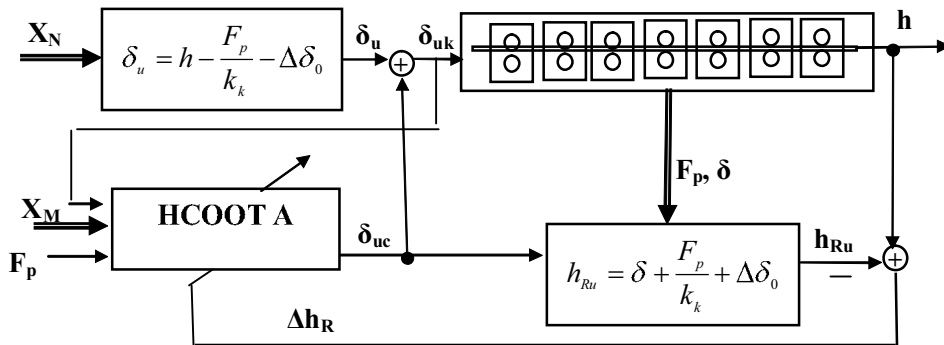 X_N
δ_u = h − F_p / k_k − Δδ_0
δ_u
+
δ_uk
h
X_M
F_p
HCOOT A
δ_uc
F_p, δ
h_Ru = δ + F_p / k_k + Δδ_0
h_Ru
−
+
Δh_R